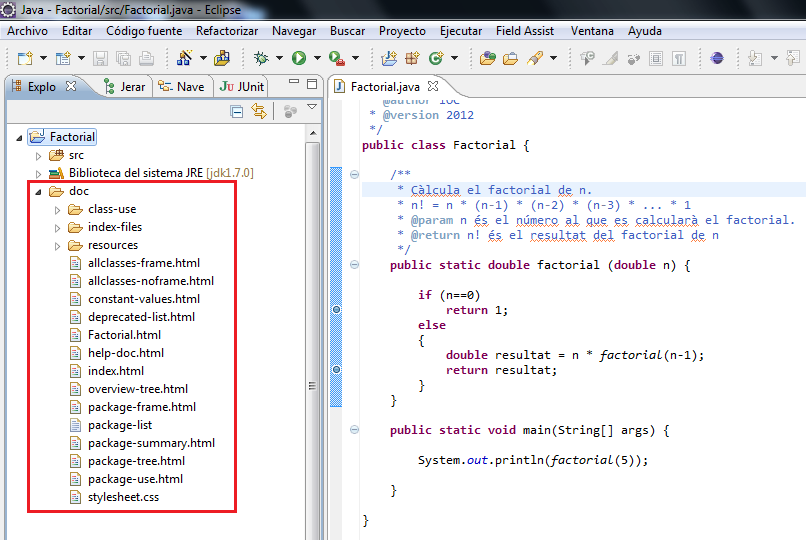 Java - Factorial/src/Factorial.java - Eclipse
Archivo Editar Código fuente Refactorizar Navegar Buscar Proyecto Ejecutar Field Assist Ventana Ayuda
Explo Jerar Nave JUnit
Factorial.java
Factorial
src
Biblioteca del sistema JRE [jdk1.7.0]
doc
class-use
index-files
resources
allclasses-frame.html
allclasses-noframe.html
constant-values.html
deprecated-list.html
Factorial.html
help-doc.html
index.html
overview-tree.html
package-frame.html
package-list
package-summary.html
package-tree.html
package-use.html
stylesheet.css
@author IOC
* @version 2012
*/
public class Factorial {
/**
* Càlcula el factorial de n.
* n! = n * (n-1) * (n-2) * (n-3) * ... * 1
* @param n és el número al que es calcularà el factorial.
* @return n! és el resultat del factorial de n
*/
public static double factorial (double n) {
if (n==0)
return 1;
else
{
double resultat = n * factorial(n-1);
return resultat;
}
}
public static void main(String[] args) {
System.out.println(factorial(5));
}
}